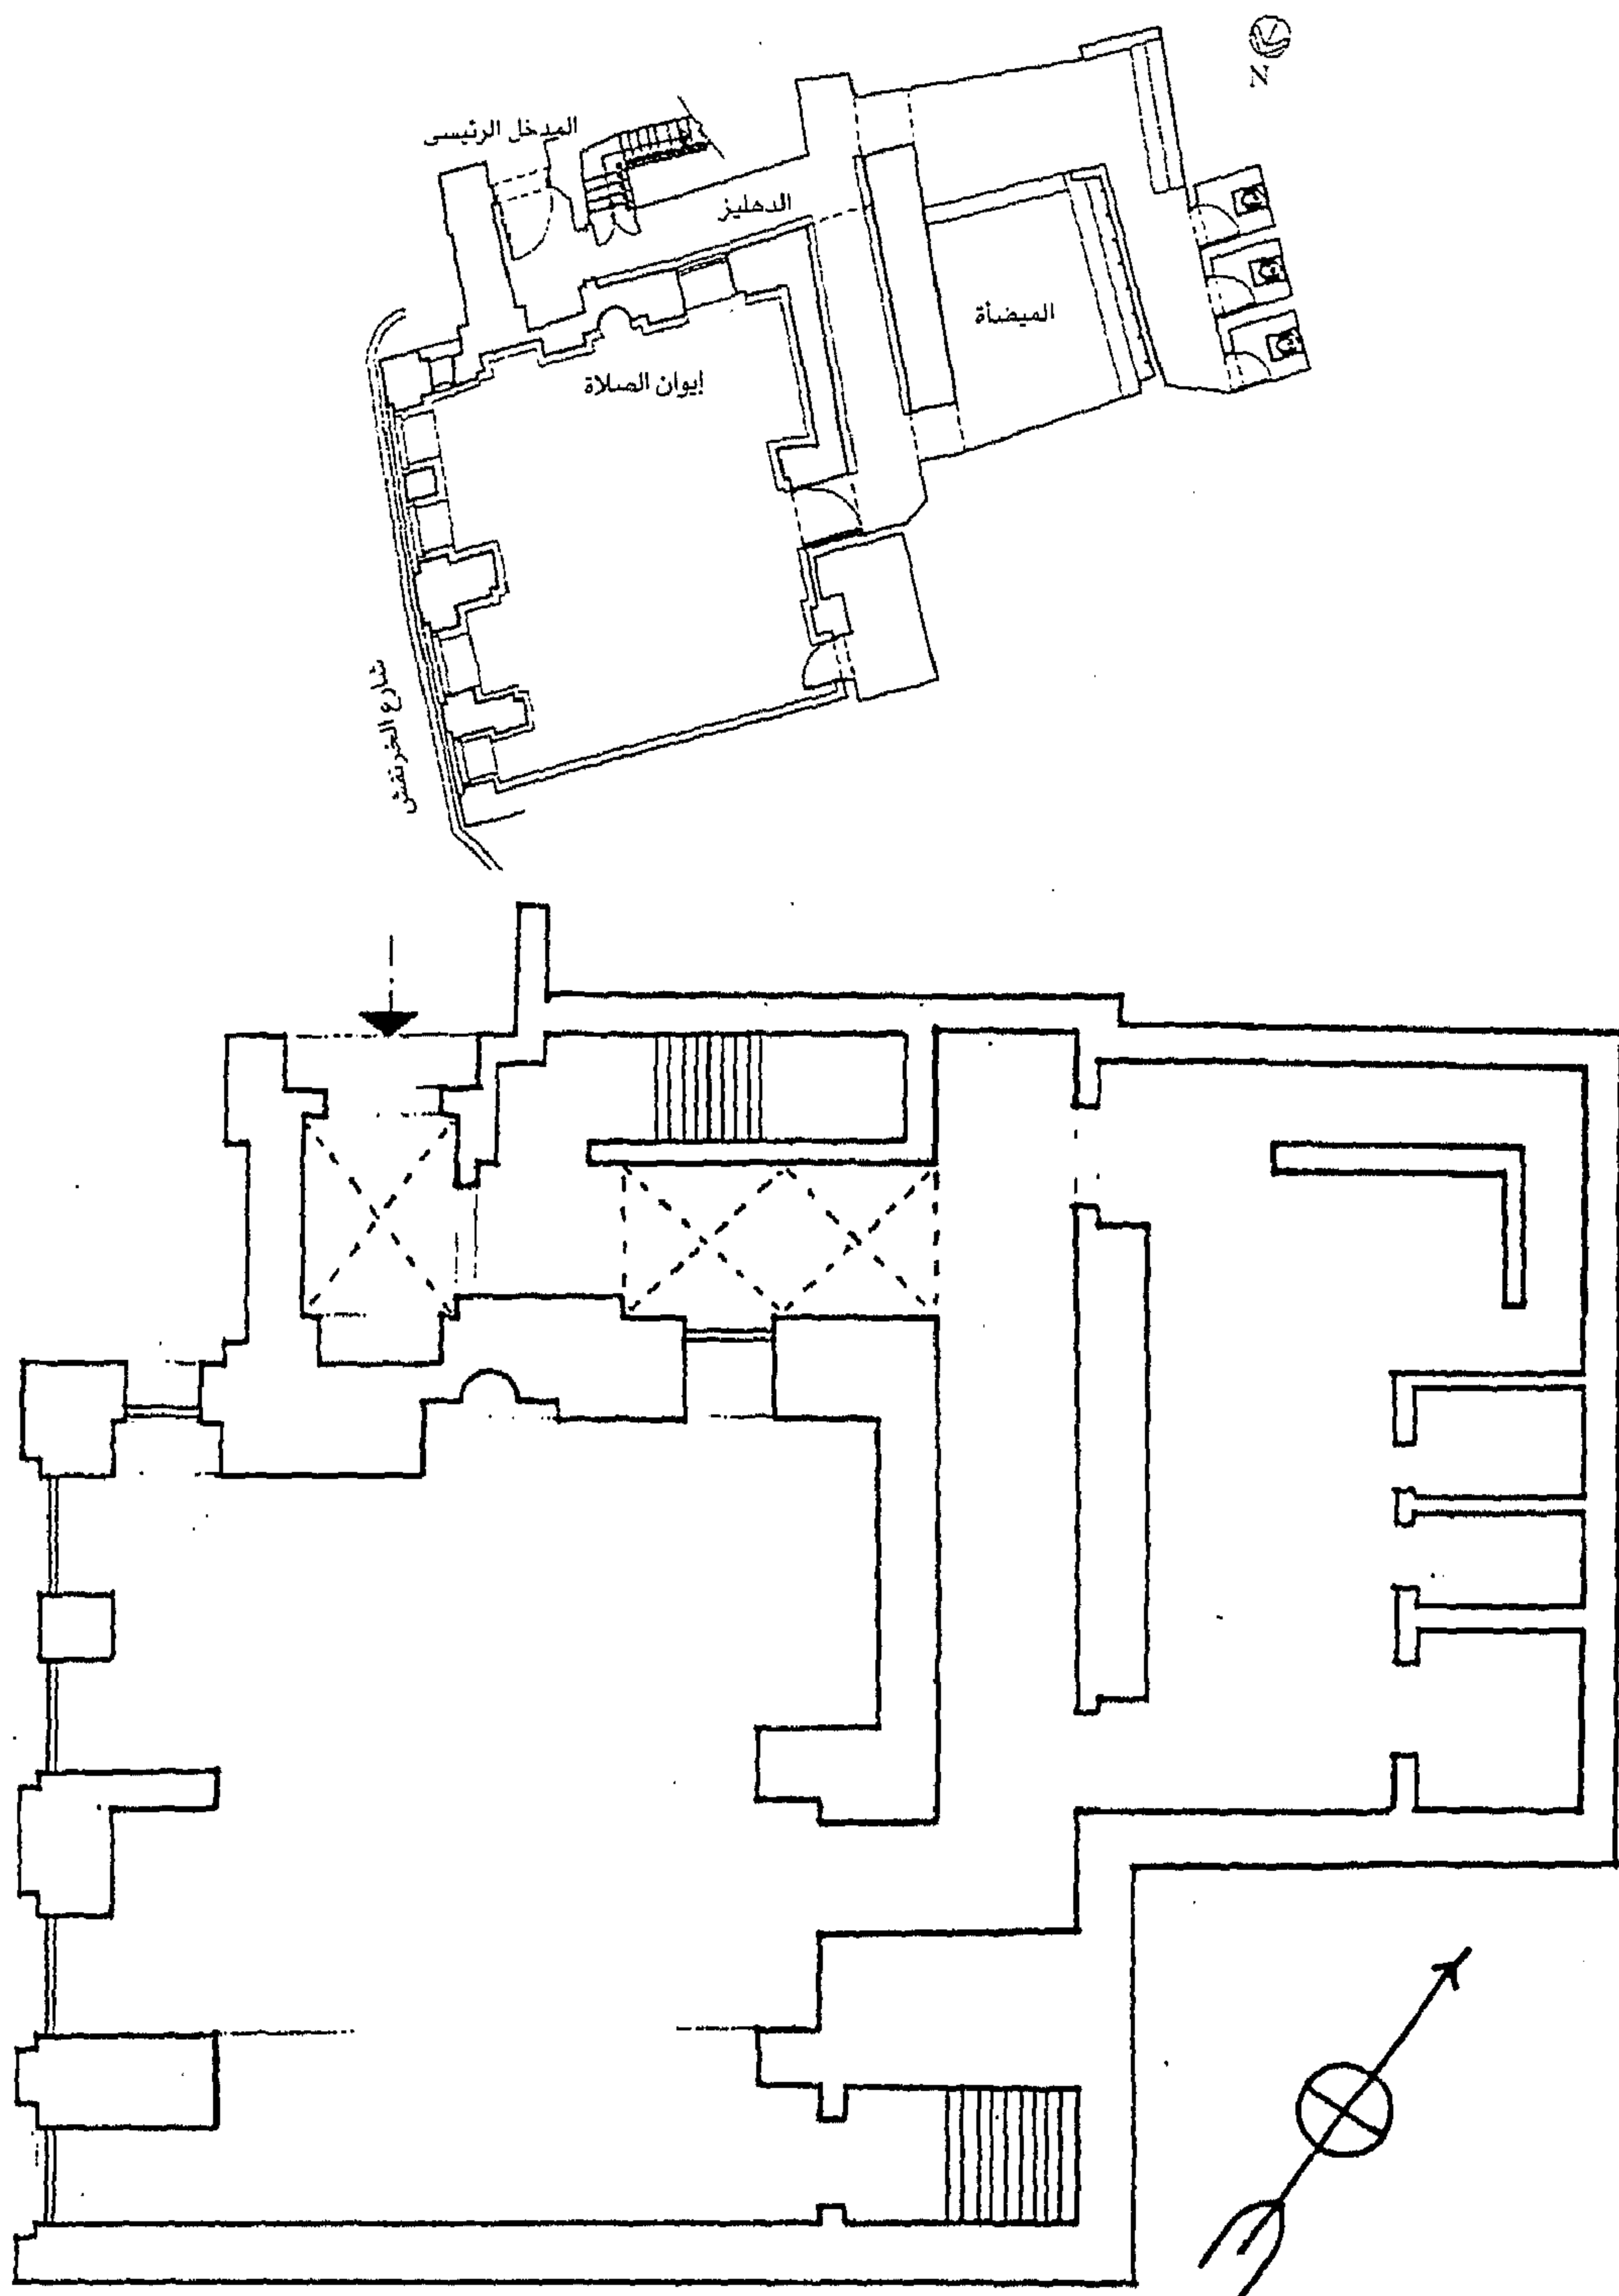 N
المدخل الرئيسى
الدهليز
الميضأة
إيوان الصلاة
شارع الخرنفش